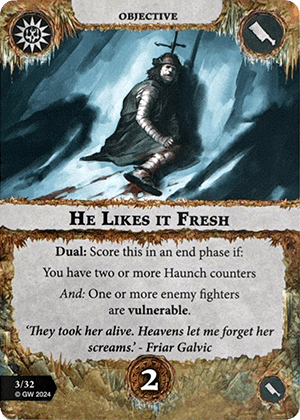 OBJECTIVE
HE LIKES IT FRESH
Dual: Score this in an end phase if:
You have two or more Haunch counters
And: One or more enemy fighters
are vulnerable.
'They took her alive. Heavens let me forget her
screams.' - Friar Galvic
3/32
© GW 2024
2